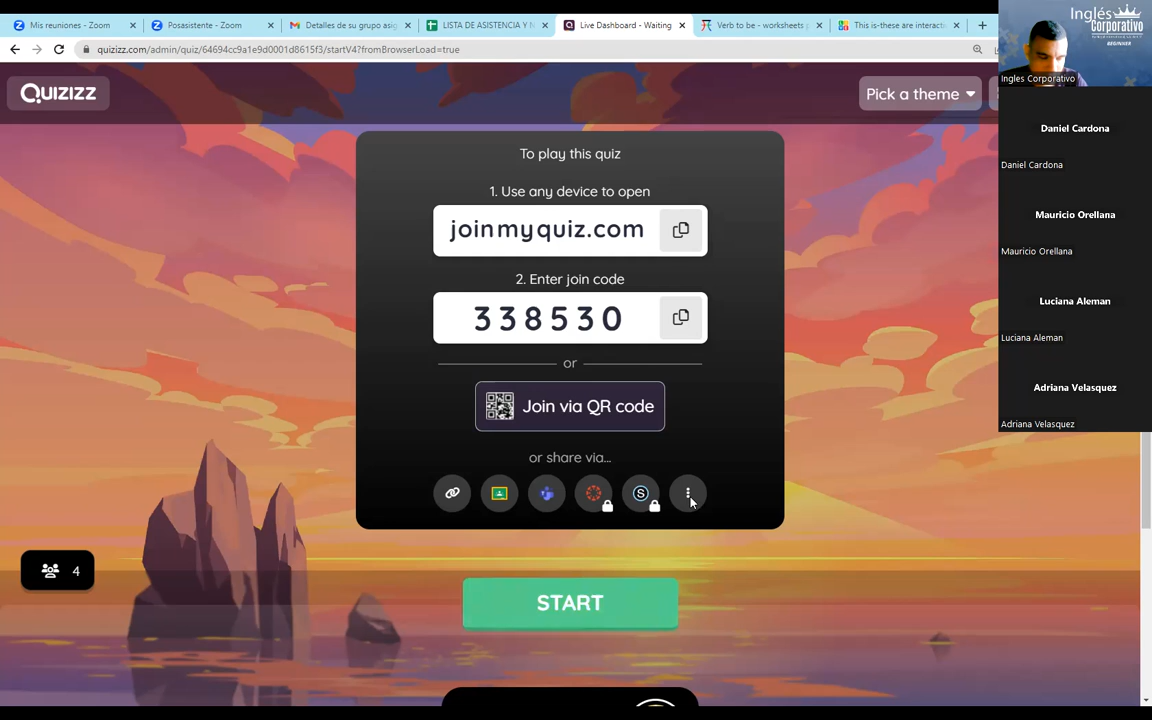 Mis reuniones - Zoom
Posasistente - Zoom
Detalles de su grupo asig
LISTA DE ASISTENCIA Y N
Live Dashboard - Waiting
Verb to be - worksheets
This is-these are interacti
quizizz.com/admin/quiz/64694cc9a1e9d0001d8615f3/startV4?fromBrowserLoad=true
Quizizz
Pick a theme
To play this quiz
1. Use any device to open
joinmyquiz.com
2. Enter join code
338530
or
Join via QR code
or share via...
S
4
START
Inglés
Corporativo
BEGINNER
Ingles Corporativo
Daniel Cardona
Daniel Cardona
Mauricio Orellana
Mauricio Orellana
Luciana Aleman
Luciana Aleman
Adriana Velasquez
Adriana Velasquez